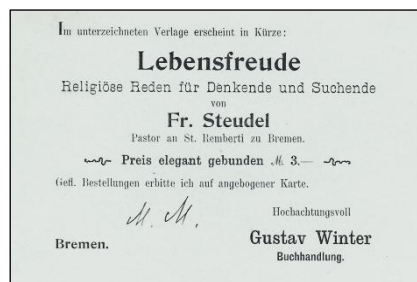 Im unterzeichneten Verlage erscheint in Kürze:
Lebensfreude
Religiöse Reden für Denkende und Suchende
von
Fr. Steudel
Pastor an St. Remberti zu Bremen.
Preis elegant gebunden M. 3.—
Gefl. Bestellungen erbitte ich auf angebogener Karte.
M. M.
Hochachtungsvoll
Bremen.
Gustav Winter
Buchhandlung.